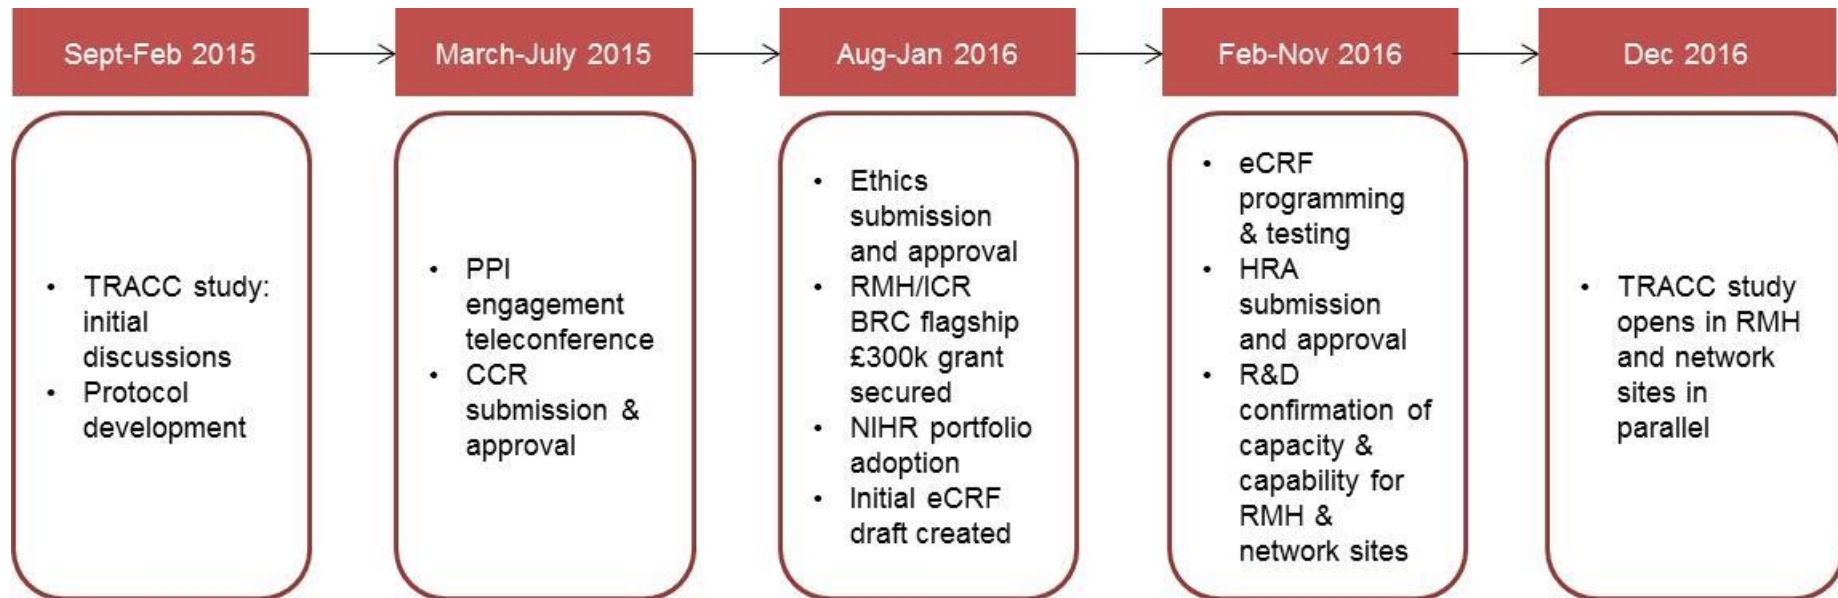 Sept-Feb 2015
March-July 2015
Aug-Jan 2016
Feb-Nov 2016
Dec 2016
• TRACC study:
initial
discussions
• Protocol
development
• PPI
engagement
teleconference
• CCR
submission &
approval
• Ethics
submission
and approval
• RMH/ICR
BRC flagship
£300k grant
secured
• NIHR portfolio
adoption
• Initial eCRF
draft created
• eCRF
programming
& testing
• HRA
submission
and approval
• R&D
confirmation of
capacity &
capability for
RMH &
network sites
• TRACC study
opens in RMH
and network
sites in
parallel